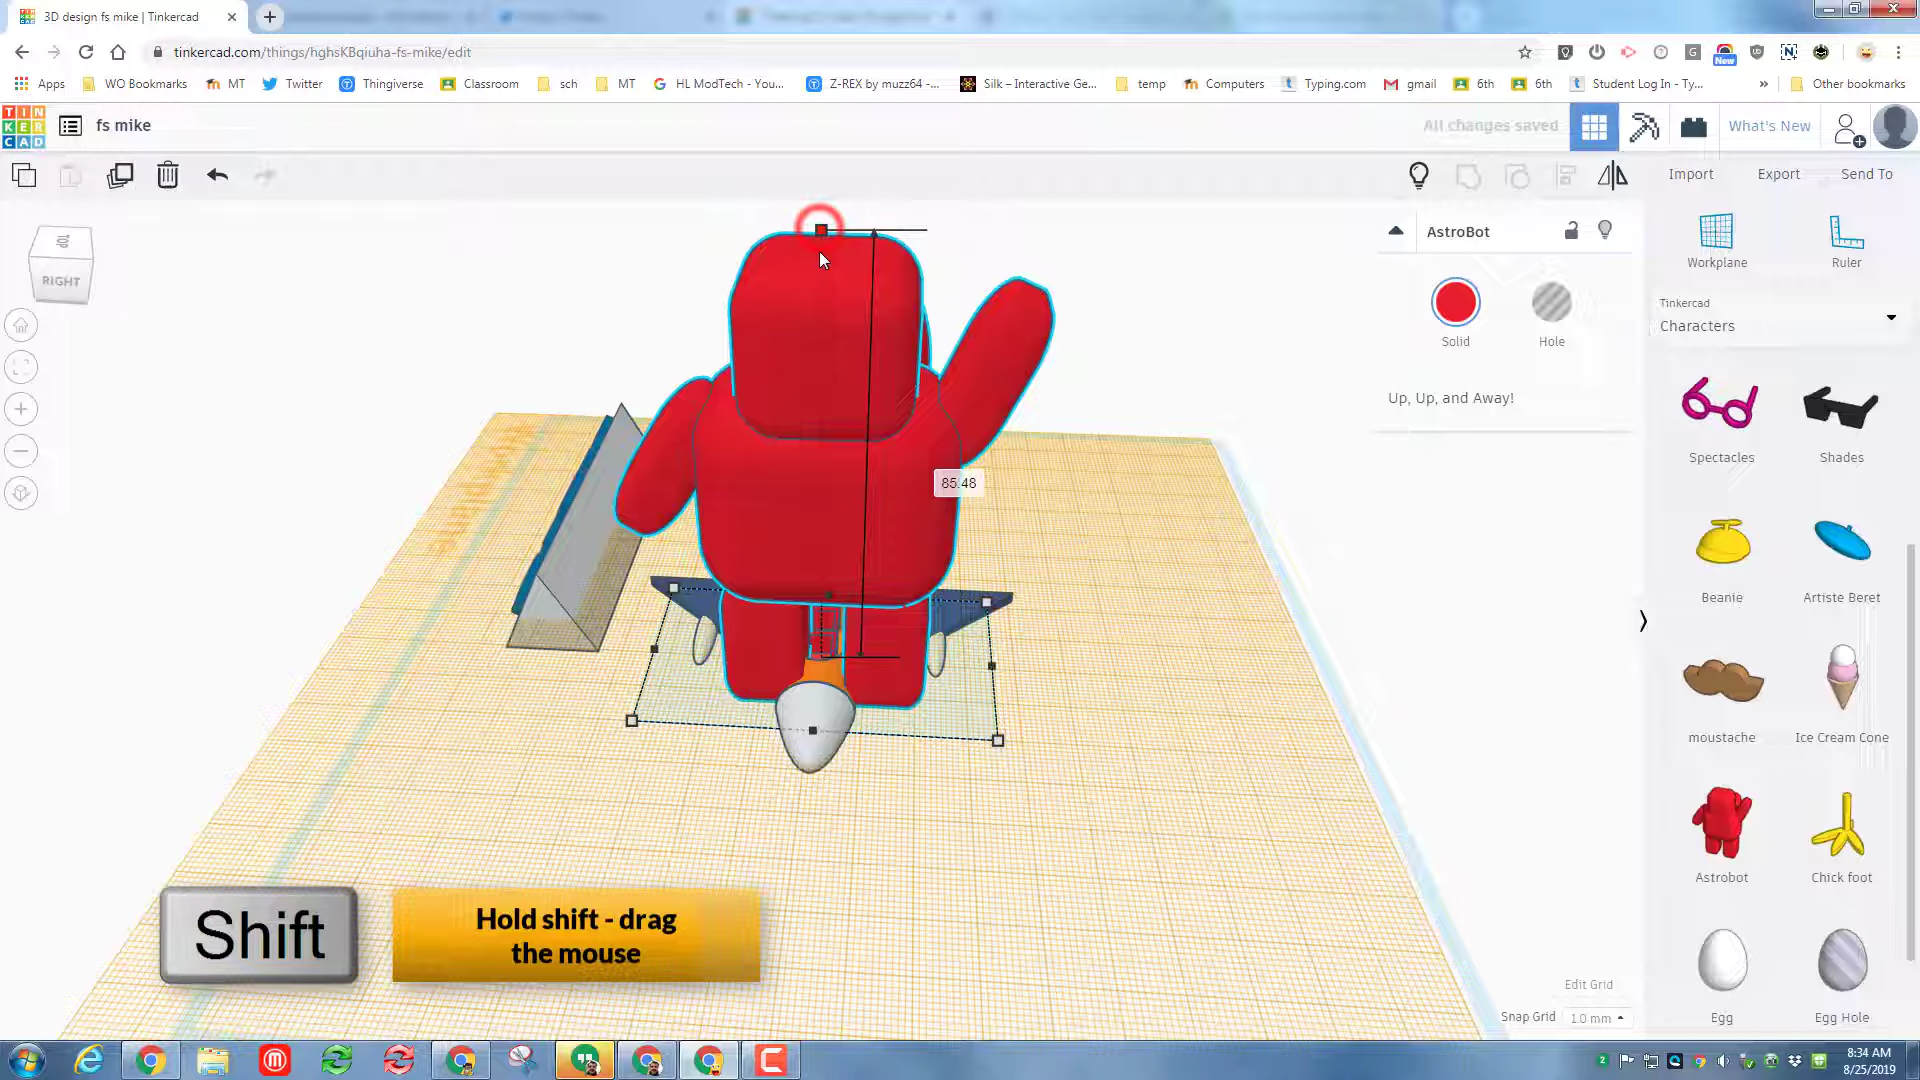 3D design fs mike | Tinkercad
tinkercad.com/things/hghsKBqiuha-fs-mike/edit
New
Apps WO Bookmarks MT Twitter Thingiverse Classroom sch MT HL ModTech - You... Z-REX by muzz64 -... Silk – Interactive Ge... temp Computers Typing.com gmail 6th 6th Student Log In - Ty... » Other bookmarks
TIN
KER
CAD
fs mike
All changes saved
What's New
Import Export Send To
TOP
RIGHT
AstroBot
Solid Hole
Up, Up, and Away!
85.48
Workplane Ruler
Tinkercad
Characters
Spectacles Shades
Beanie Artiste Beret
moustache Ice Cream Cone
Astrobot Chick foot
Egg Egg Hole
Shift
Hold shift - drag
the mouse
Edit Grid
Snap Grid 1.0 mm
8:34 AM
8/25/2019